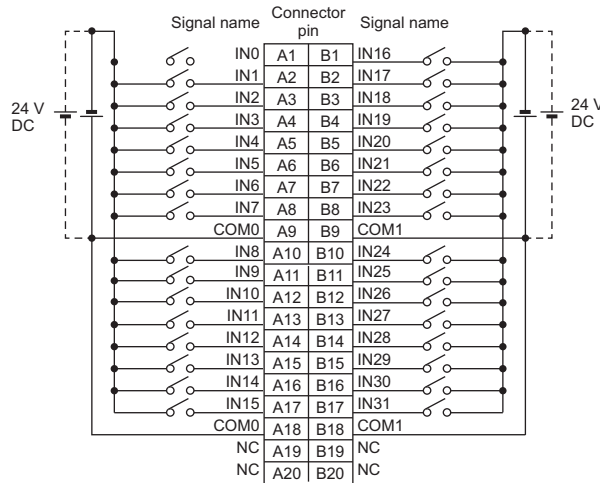 Signal name Connector pin Signal name
24 V DC
24 V DC
IN0 A1 B1 IN16
IN1 A2 B2 IN17
IN2 A3 B3 IN18
IN3 A4 B4 IN19
IN4 A5 B5 IN20
IN5 A6 B6 IN21
IN6 A7 B7 IN22
IN7 A8 B8 IN23
COM0 A9 B9 COM1
IN8 A10 B10 IN24
IN9 A11 B11 IN25
IN10 A12 B12 IN26
IN11 A13 B13 IN27
IN12 A14 B14 IN28
IN13 A15 B15 IN29
IN14 A16 B16 IN30
IN15 A17 B17 IN31
COM0 A18 B18 COM1
NC A19 B19 NC
NC A20 B20 NC